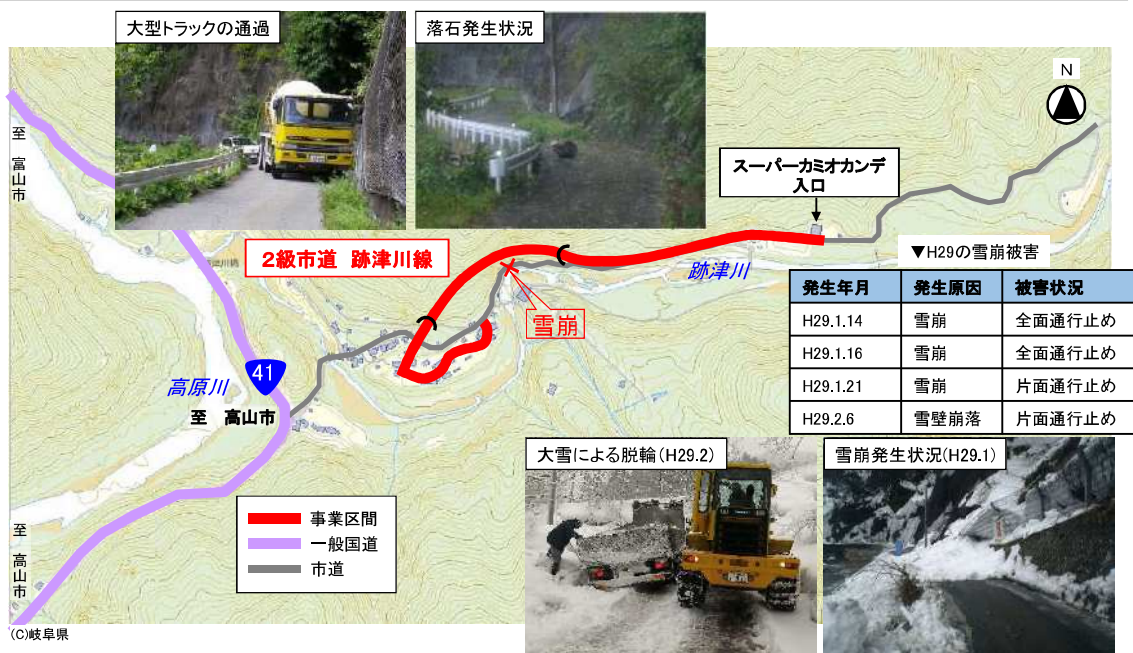 大型トラックの通過
落石発生状況
N
至 富山市
スーパーカミオカンデ
入口
2級市道 跡津川線
跡津川
雪崩
▼H29の雪崩被害
発生年月 発生原因 被害状況
H29.1.14 雪崩 全面通行止め
H29.1.16 雪崩 全面通行止め
H29.1.21 雪崩 片面通行止め
H29.2.6 雪壁崩落 片面通行止め
41
高原川
至 高山市
大雪による脱輪(H29.2)
雪崩発生状況(H29.1)
事業区間
一般国道
市道
至 高山市
(C)岐阜県